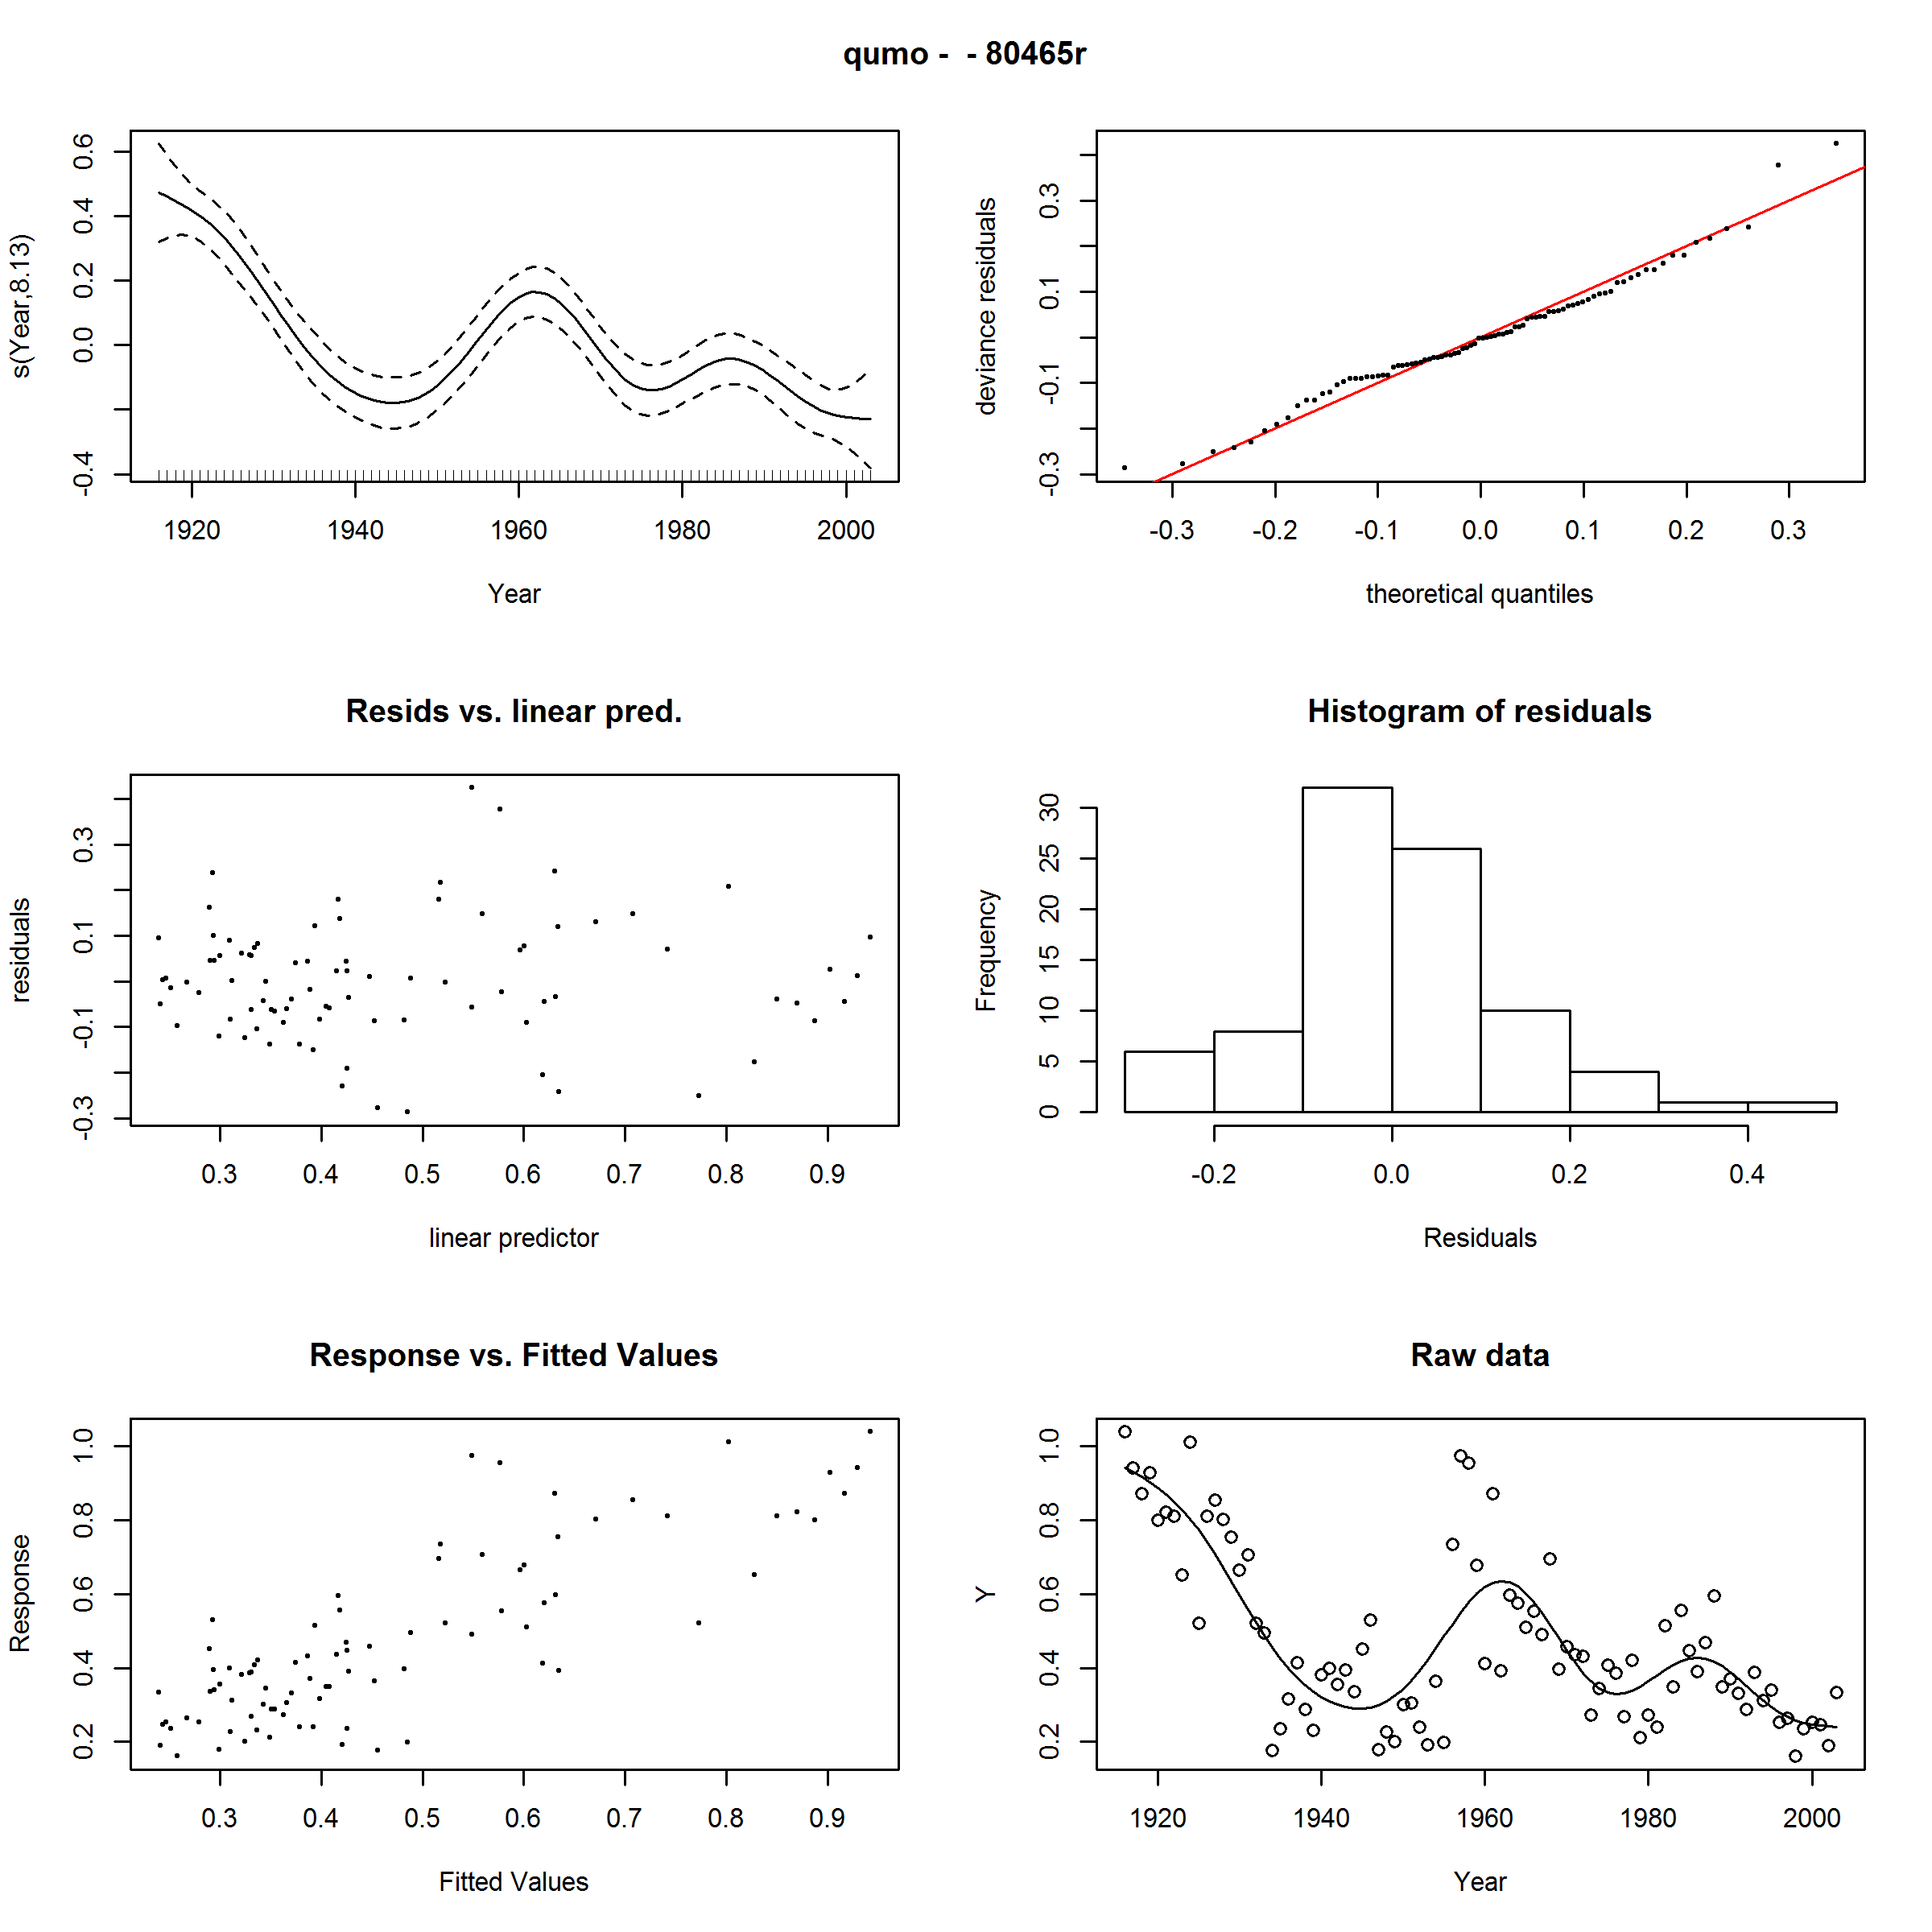 qumo -  - 80465r
s(Year,8.13)
0.6
0.4
0.2
0.0
-0.4
1920 1940 1960 1980 2000
Year
deviance residuals
0.3
0.1
-0.1
-0.3
-0.3 -0.2 -0.1 0.0 0.1 0.2 0.3
theoretical quantiles
Resids vs. linear pred.
residuals
0.3
0.1
-0.1
-0.3
0.3 0.4 0.5 0.6 0.7 0.8 0.9
linear predictor
Histogram of residuals
Frequency
30
25
20
15
10
5
0
-0.2 0.0 0.2 0.4
Residuals
Response vs. Fitted Values
Response
1.0
0.8
0.6
0.4
0.2
0.3 0.4 0.5 0.6 0.7 0.8 0.9
Fitted Values
Raw data
Y
1.0
0.8
0.6
0.4
0.2
1920 1940 1960 1980 2000
Year